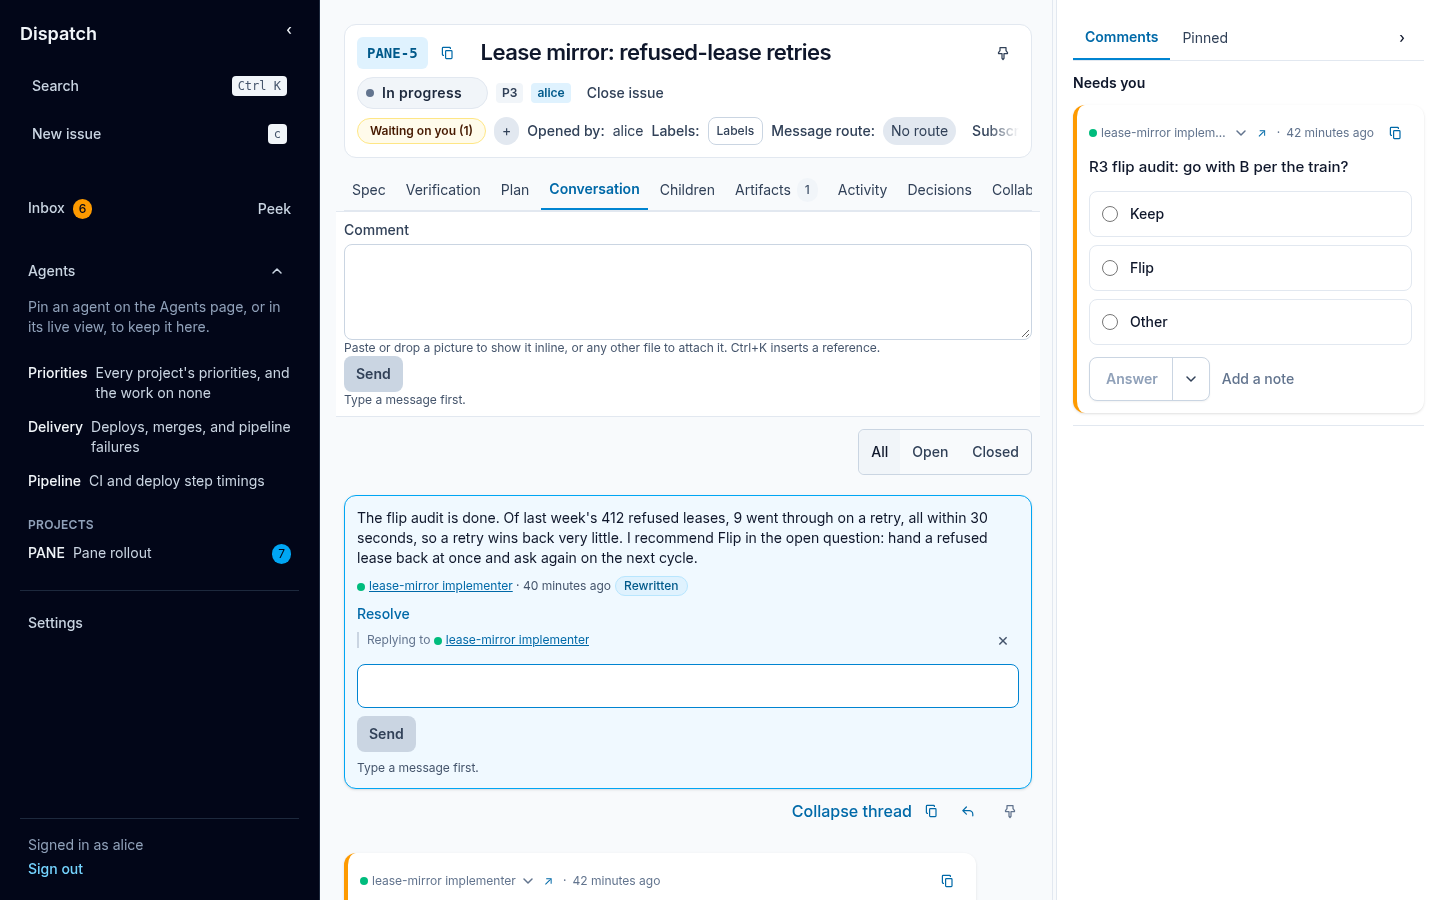 Dispatch
Search
Ctrl K
New issue
c
Inbox 6
Peek
Agents
Pin an agent on the Agents page, or in
its live view, to keep it here.
Priorities Every project's priorities, and
the work on none
Delivery Deploys, merges, and pipeline
failures
Pipeline CI and deploy step timings
PROJECTS
PANE Pane rollout 7
Settings
Signed in as alice
Sign out
PANE-5 Lease mirror: refused-lease retries
In progress P3 alice Close issue
Waiting on you (1) + Opened by: alice Labels: Labels Message route: No route Subsc
Spec Verification Plan Conversation Children Artifacts 1 Activity Decisions Collab
Comment
Paste or drop a picture to show it inline, or any other file to attach it. Ctrl+K inserts a reference.
Send
Type a message first.
All Open Closed
The flip audit is done. Of last week's 412 refused leases, 9 went through on a retry, all within 30
seconds, so a retry wins back very little. I recommend Flip in the open question: hand a refused
lease back at once and ask again on the next cycle.
lease-mirror implementer · 40 minutes ago Rewritten
Resolve
Replying to lease-mirror implementer
Send
Type a message first.
Collapse thread
lease-mirror implementer · 42 minutes ago
Comments Pinned
Needs you
lease-mirror implem... · 42 minutes ago
R3 flip audit: go with B per the train?
Keep
Flip
Other
Answer
Add a note